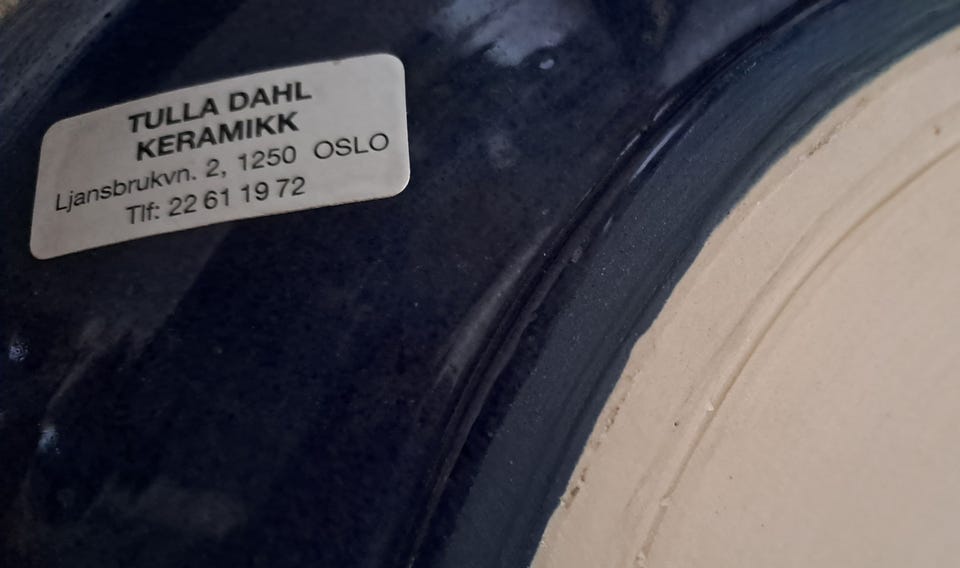 TULLA DAHL
KERAMIKK
Ljansbrukvn. 2, 1250 OSLO
Tlf: 22 61 19 72